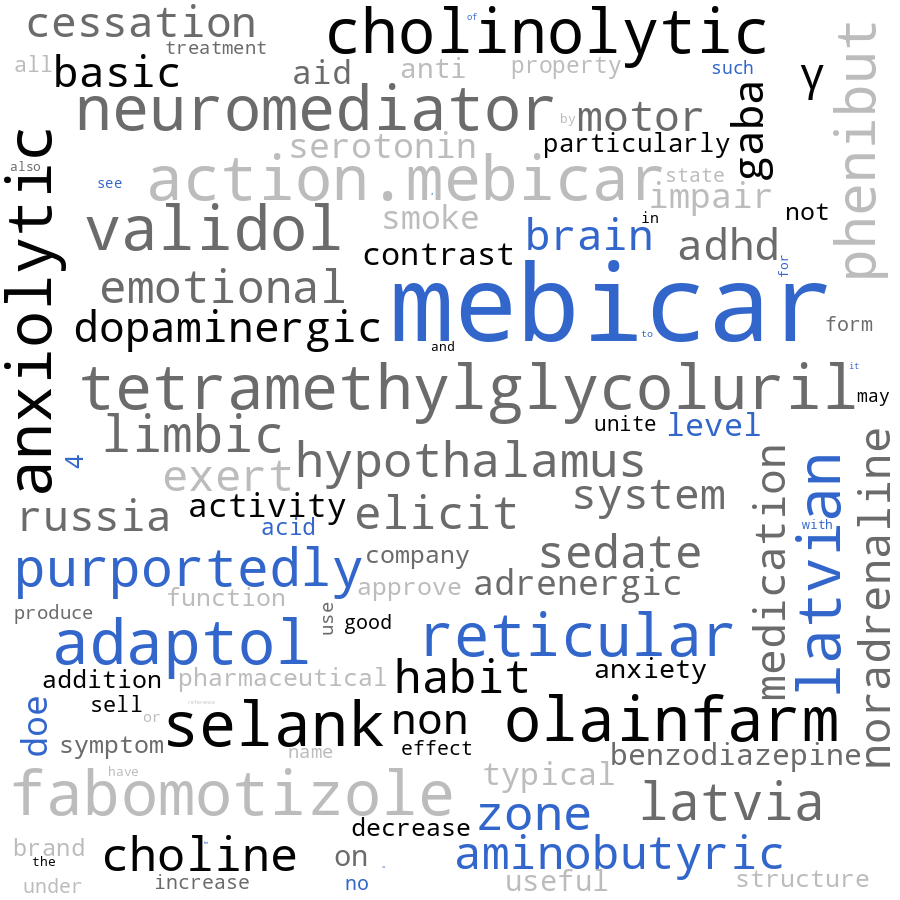 cessation
cholinolytic
of
treatment
all
basic
aid
anti
property
such
γ
phenibut
neuromediator
by
motor
gaba
serotonin
particularly
anxiolytic
also
see
action.mebicar
state
impair
validol
smoke
in
not
brain
contrast
adhd
for
emotional
mebicar
dopaminergic
to
form
and
tetramethylglycoluril
it
may
limbic
unite
level
4
exert
hypothalamus
medication
latvian
noradrenaline
russia
activity
elicit
system
acid
with
purportedly
company
sedate
approve
adrenergic
function
produce
use
good
adaptol
reticular
addition
pharmaceutical
habit
anxiety
doe
sell
reference
or
selank
non
olainfarm
symptom
name
effect
benzodiazepine
have
typical
fabomotizole
zone
latvia
decrease
brand
the
choline
on
aminobutyric
under
increase
no
useful
structure